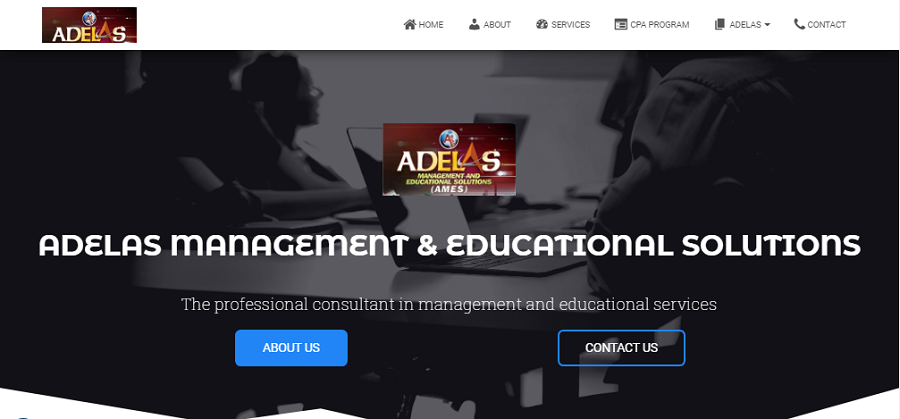 ADELAS
HOME
ABOUT
SERVICES
CPA PROGRAM
ADELAS
CONTACT
ADELAS
MANAGEMENT AND
EDUCATIONAL SOLUTIONS
(AMES)
ADELAS MANAGEMENT & EDUCATIONAL SOLUTIONS
The professional consultant in management and educational services
ABOUT US
CONTACT US